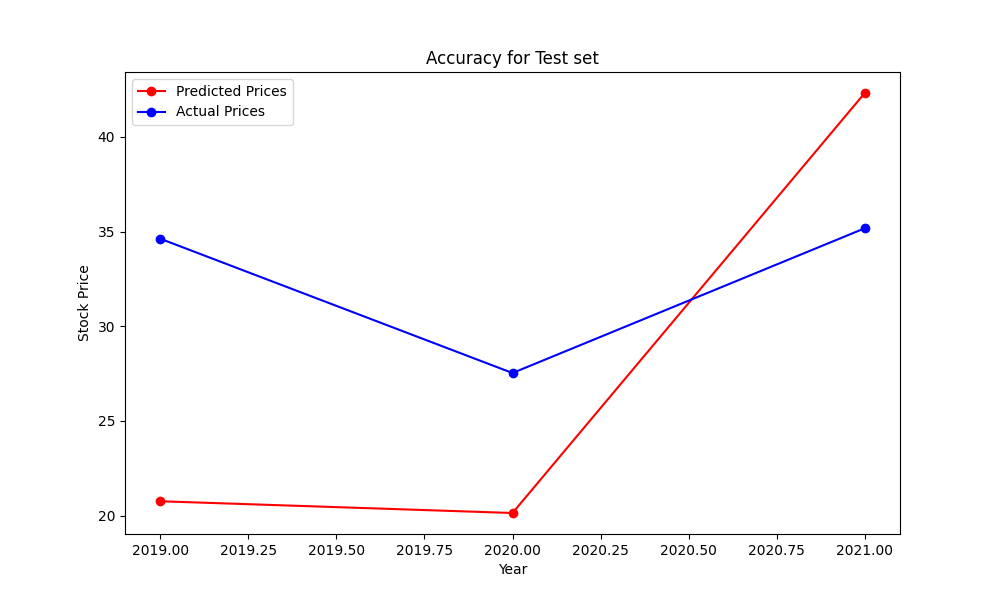 Accuracy for Test set
Predicted Prices
Actual Prices
40
35
30
25
20
Stock Price
2019.00 2019.25 2019.50 2019.75 2020.00 2020.25 2020.50 2020.75 2021.00
Year